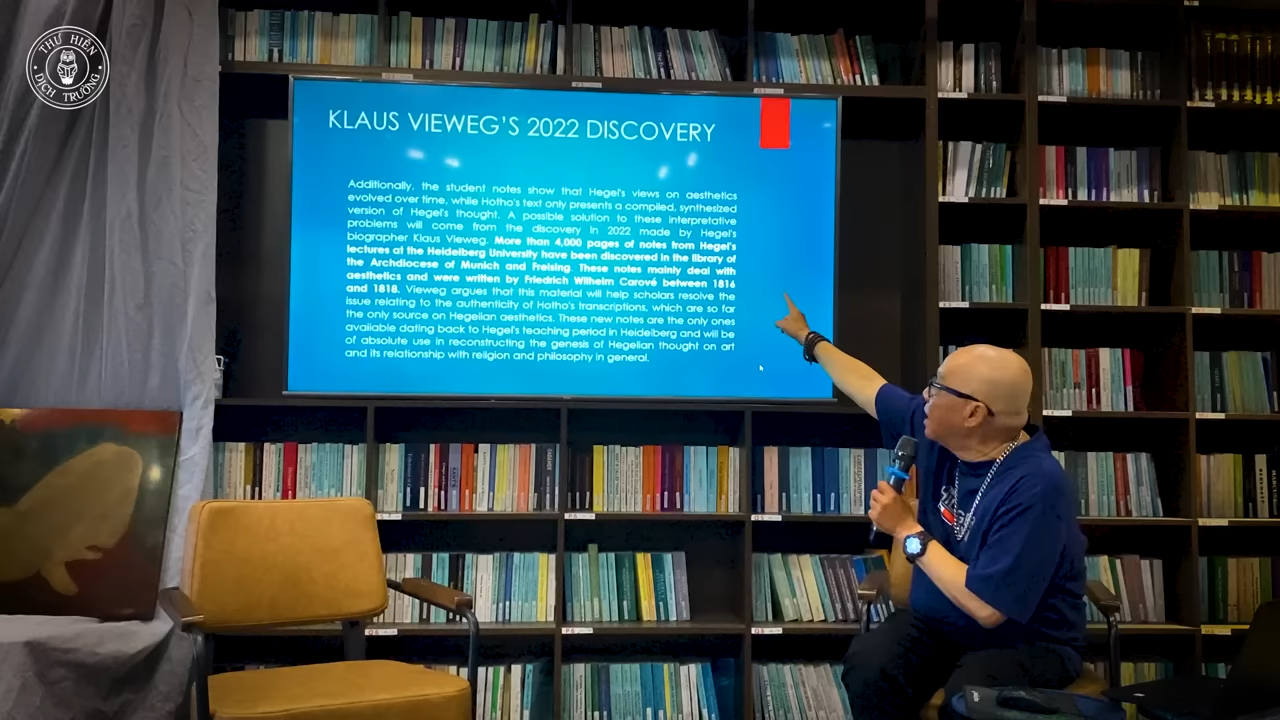 THƯ HIÊN
DỊCH TRƯỜNG
KLAUS VIEWEG'S 2022 DISCOVERY
Additionally, the student notes show that Hegel's views on aesthetics
evolved over time, while Hotho's text only presents a compiled, synthesized
version of Hegel's thought. A possible solution to these interpretative
problems will come from the discovery in 2022 made by Hegel's
biographer Klaus Vieweg. More than 4,000 pages of notes from Hegel's
lectures at the Heidelberg University have been discovered in the library of
the Archdiocese of Munich and Freising. These notes mainly deal with
aesthetics and were written by Friedrich Wilhelm Carové between 1816
and 1818. Vieweg argues that this material will help scholars resolve the
issue relating to the authenticity of Hotho's transcriptions, which are so far
the only source on Hegelian aesthetics. These new notes are the only ones
available dating back to Hegel's teaching period in Heidelberg and will be
of absolute use in reconstructing the genesis of Hegelian thought on art
and its relationship with religion and philosophy in general.